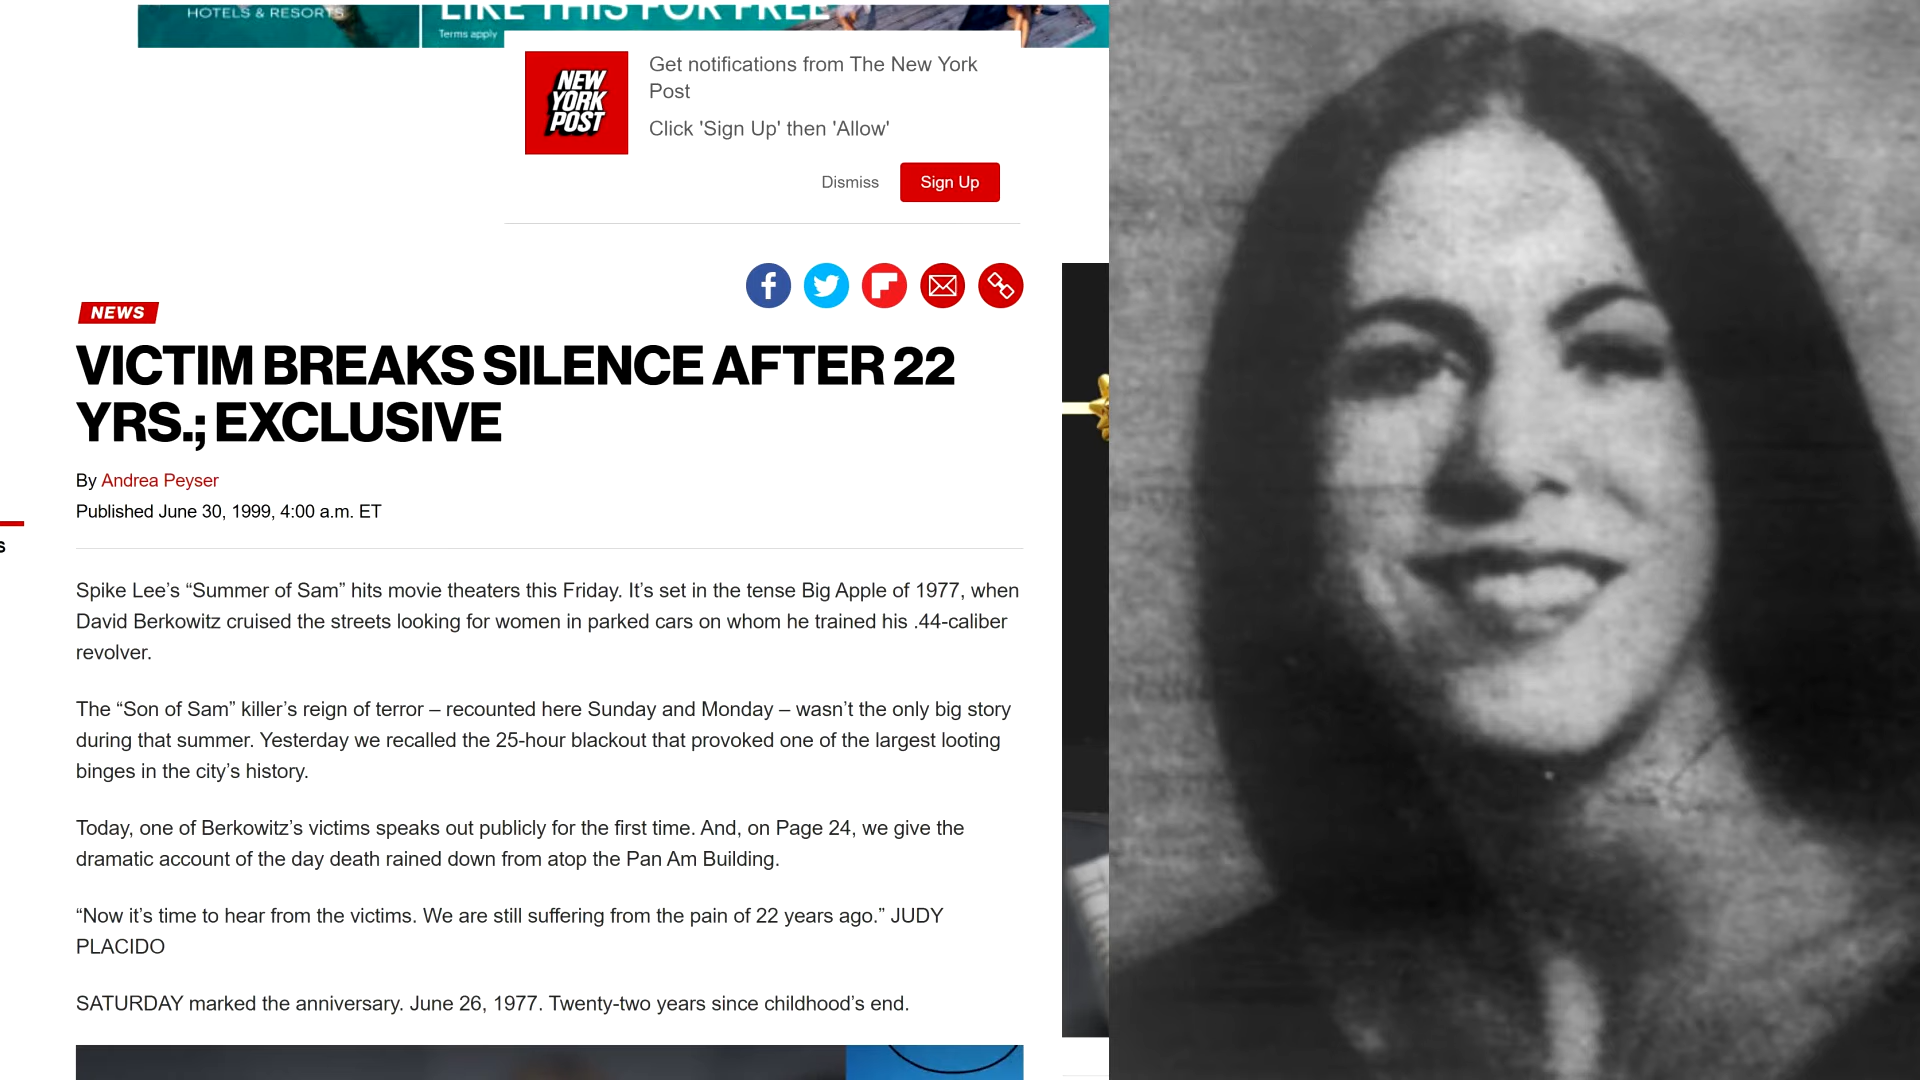 HOTELS & RESORTS
LIKE THIS FOR FREE
Terms apply
NEW
YORK
POST
Get notifications from The New York
Post
Click 'Sign Up' then 'Allow'
Dismiss
Sign Up
NEWS
VICTIM BREAKS SILENCE AFTER 22
YRS.; EXCLUSIVE
By Andrea Peyser
Published June 30, 1999, 4:00 a.m. ET
Spike Lee’s “Summer of Sam” hits movie theaters this Friday. It’s set in the tense Big Apple of 1977, when
David Berkowitz cruised the streets looking for women in parked cars on whom he trained his .44-caliber
revolver.
The “Son of Sam” killer’s reign of terror – recounted here Sunday and Monday – wasn’t the only big story
during that summer. Yesterday we recalled the 25-hour blackout that provoked one of the largest looting
binges in the city’s history.
Today, one of Berkowitz’s victims speaks out publicly for the first time. And, on Page 24, we give the
dramatic account of the day death rained down from atop the Pan Am Building.
“Now it’s time to hear from the victims. We are still suffering from the pain of 22 years ago.” JUDY
PLACIDO
SATURDAY marked the anniversary. June 26, 1977. Twenty-two years since childhood’s end.